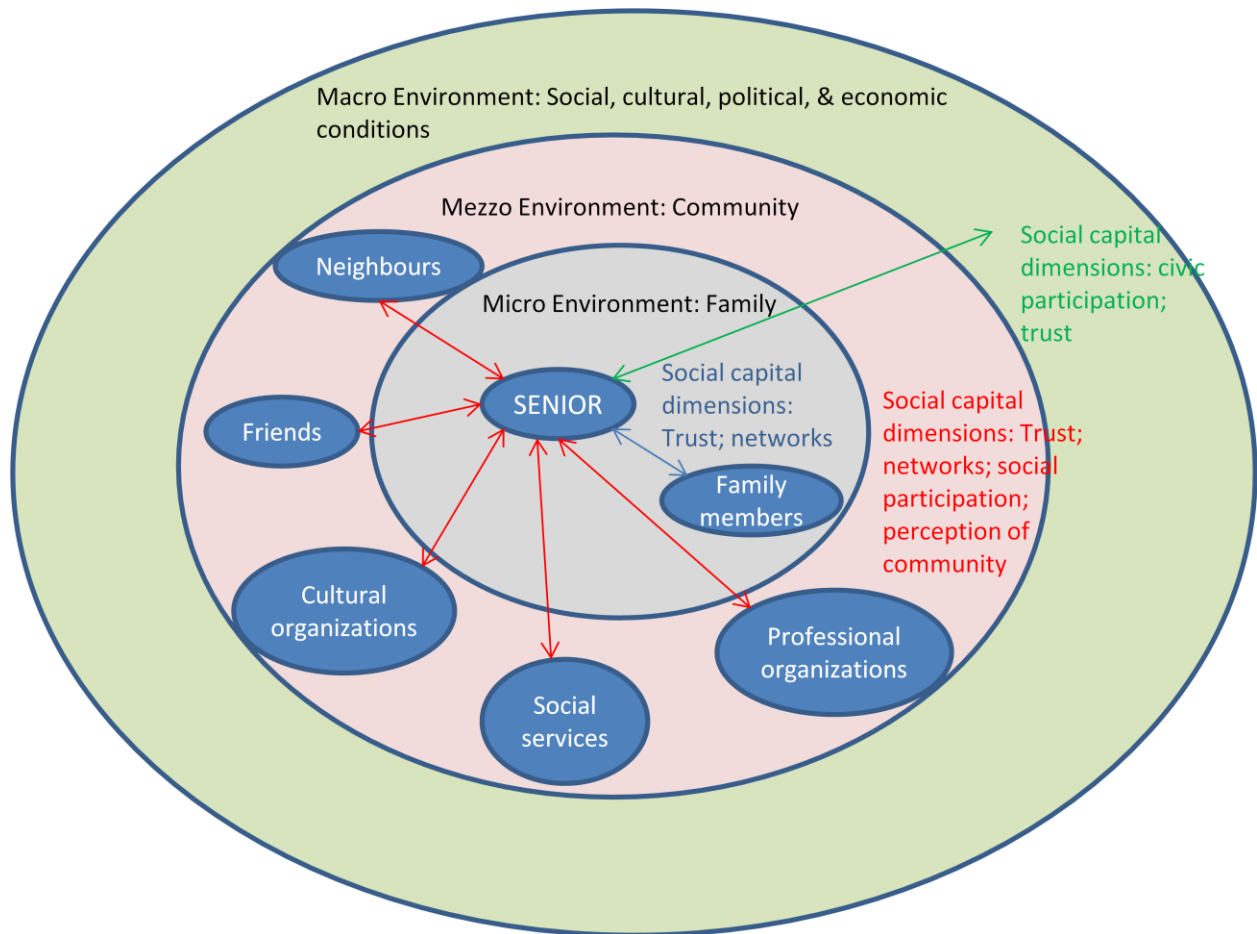 Macro Environment: Social, cultural, political, & economic
conditions
Mezzo Environment: Community
Neighbours
Social capital
dimensions: civic
participation;
trust
Micro Environment: Family
Social capital
dimensions:
Trust; networks
SENIOR
Friends
Social capital
dimensions: Trust;
networks; social
participation;
perception of
community
Family
members
Cultural
organizations
Professional
organizations
Social
services